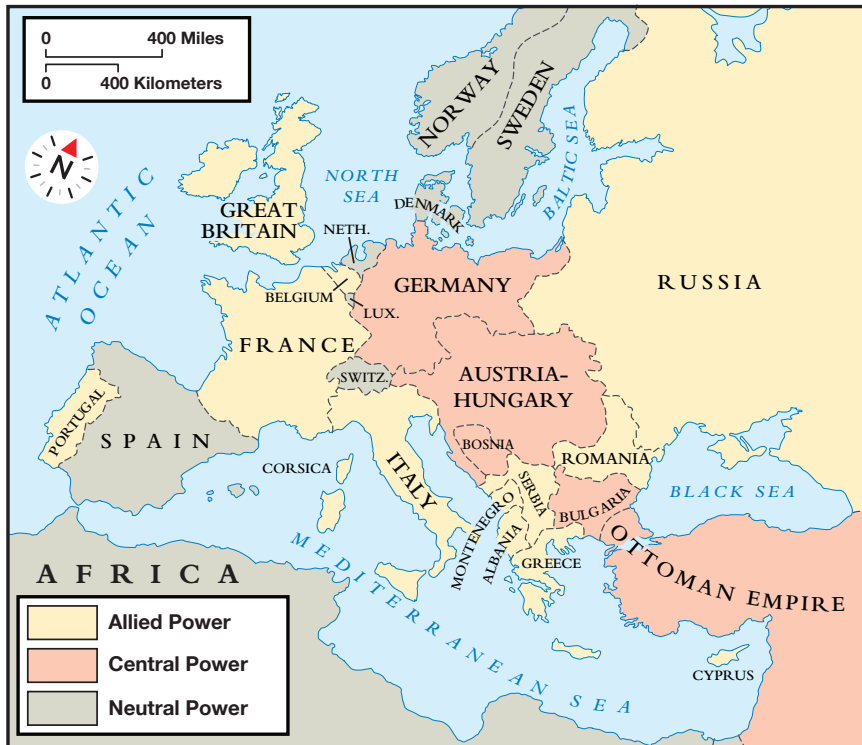 0 400 Miles
0 400 Kilometers
N
NORWAY
SWEDEN
BALTIC SEA
NORTH
SEA
DENMARK
ATLANTIC
OCEAN
GREAT
BRITAIN
NETH.
BELGIUM
LUX.
GERMANY
RUSSIA
FRANCE
SWITZ.
AUSTRIA-
HUNGARY
PORTUGAL
SPAIN
CORSICA
ITALY
BOSNIA
ROMANIA
SERBIA
MONTENEGRO
ALBANIA
BULGARIA
BLACK SEA
GREECE
OTTOMAN EMPIRE
MEDITERRANEAN SEA
CYPRUS
AFRICA
Allied Power
Central Power
Neutral Power